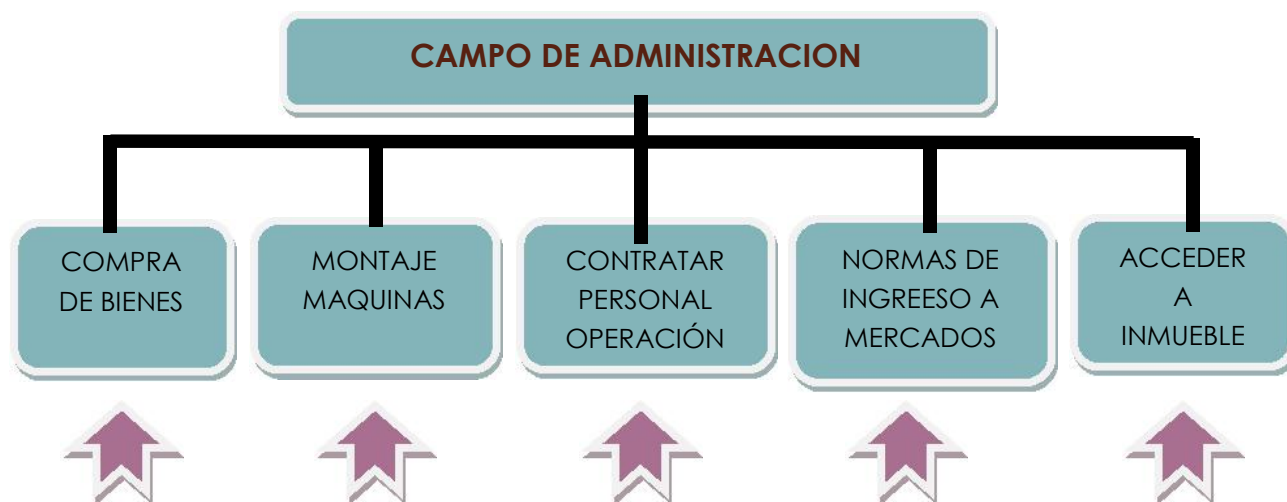 CAMPO DE ADMINISTRACION
COMPRA
DE BIENES
MONTAJE
MAQUINAS
CONTRATAR
PERSONAL
OPERACIÓN
NORMAS DE
INGREESO A
MERCADOS
ACCEDER
A
INMUEBLE